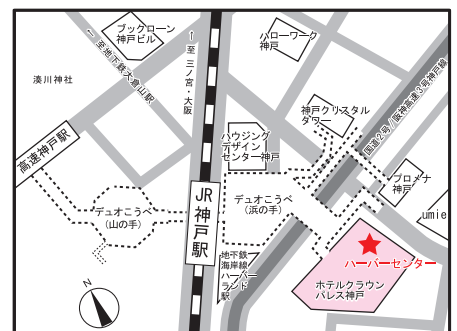 ブックローン
神戸ビル
←至地下鉄大倉山駅
←至 三ノ宮・大阪
ハローワーク
神戸
湊川神社
神戸クリスタル
タワー
国道2号/阪神高速3号神戸線
高速神戸駅
ハウジング
デザイン
センター神戸
プロメナ
神戸
umie
デュオこうべ
(山の手)
JR
神戸駅
デュオこうべ
(浜の手)
地下鉄
海岸線
ハーバー
ランド
駅
ハーバーセンター
ホテルクラウン
パレス神戸
N